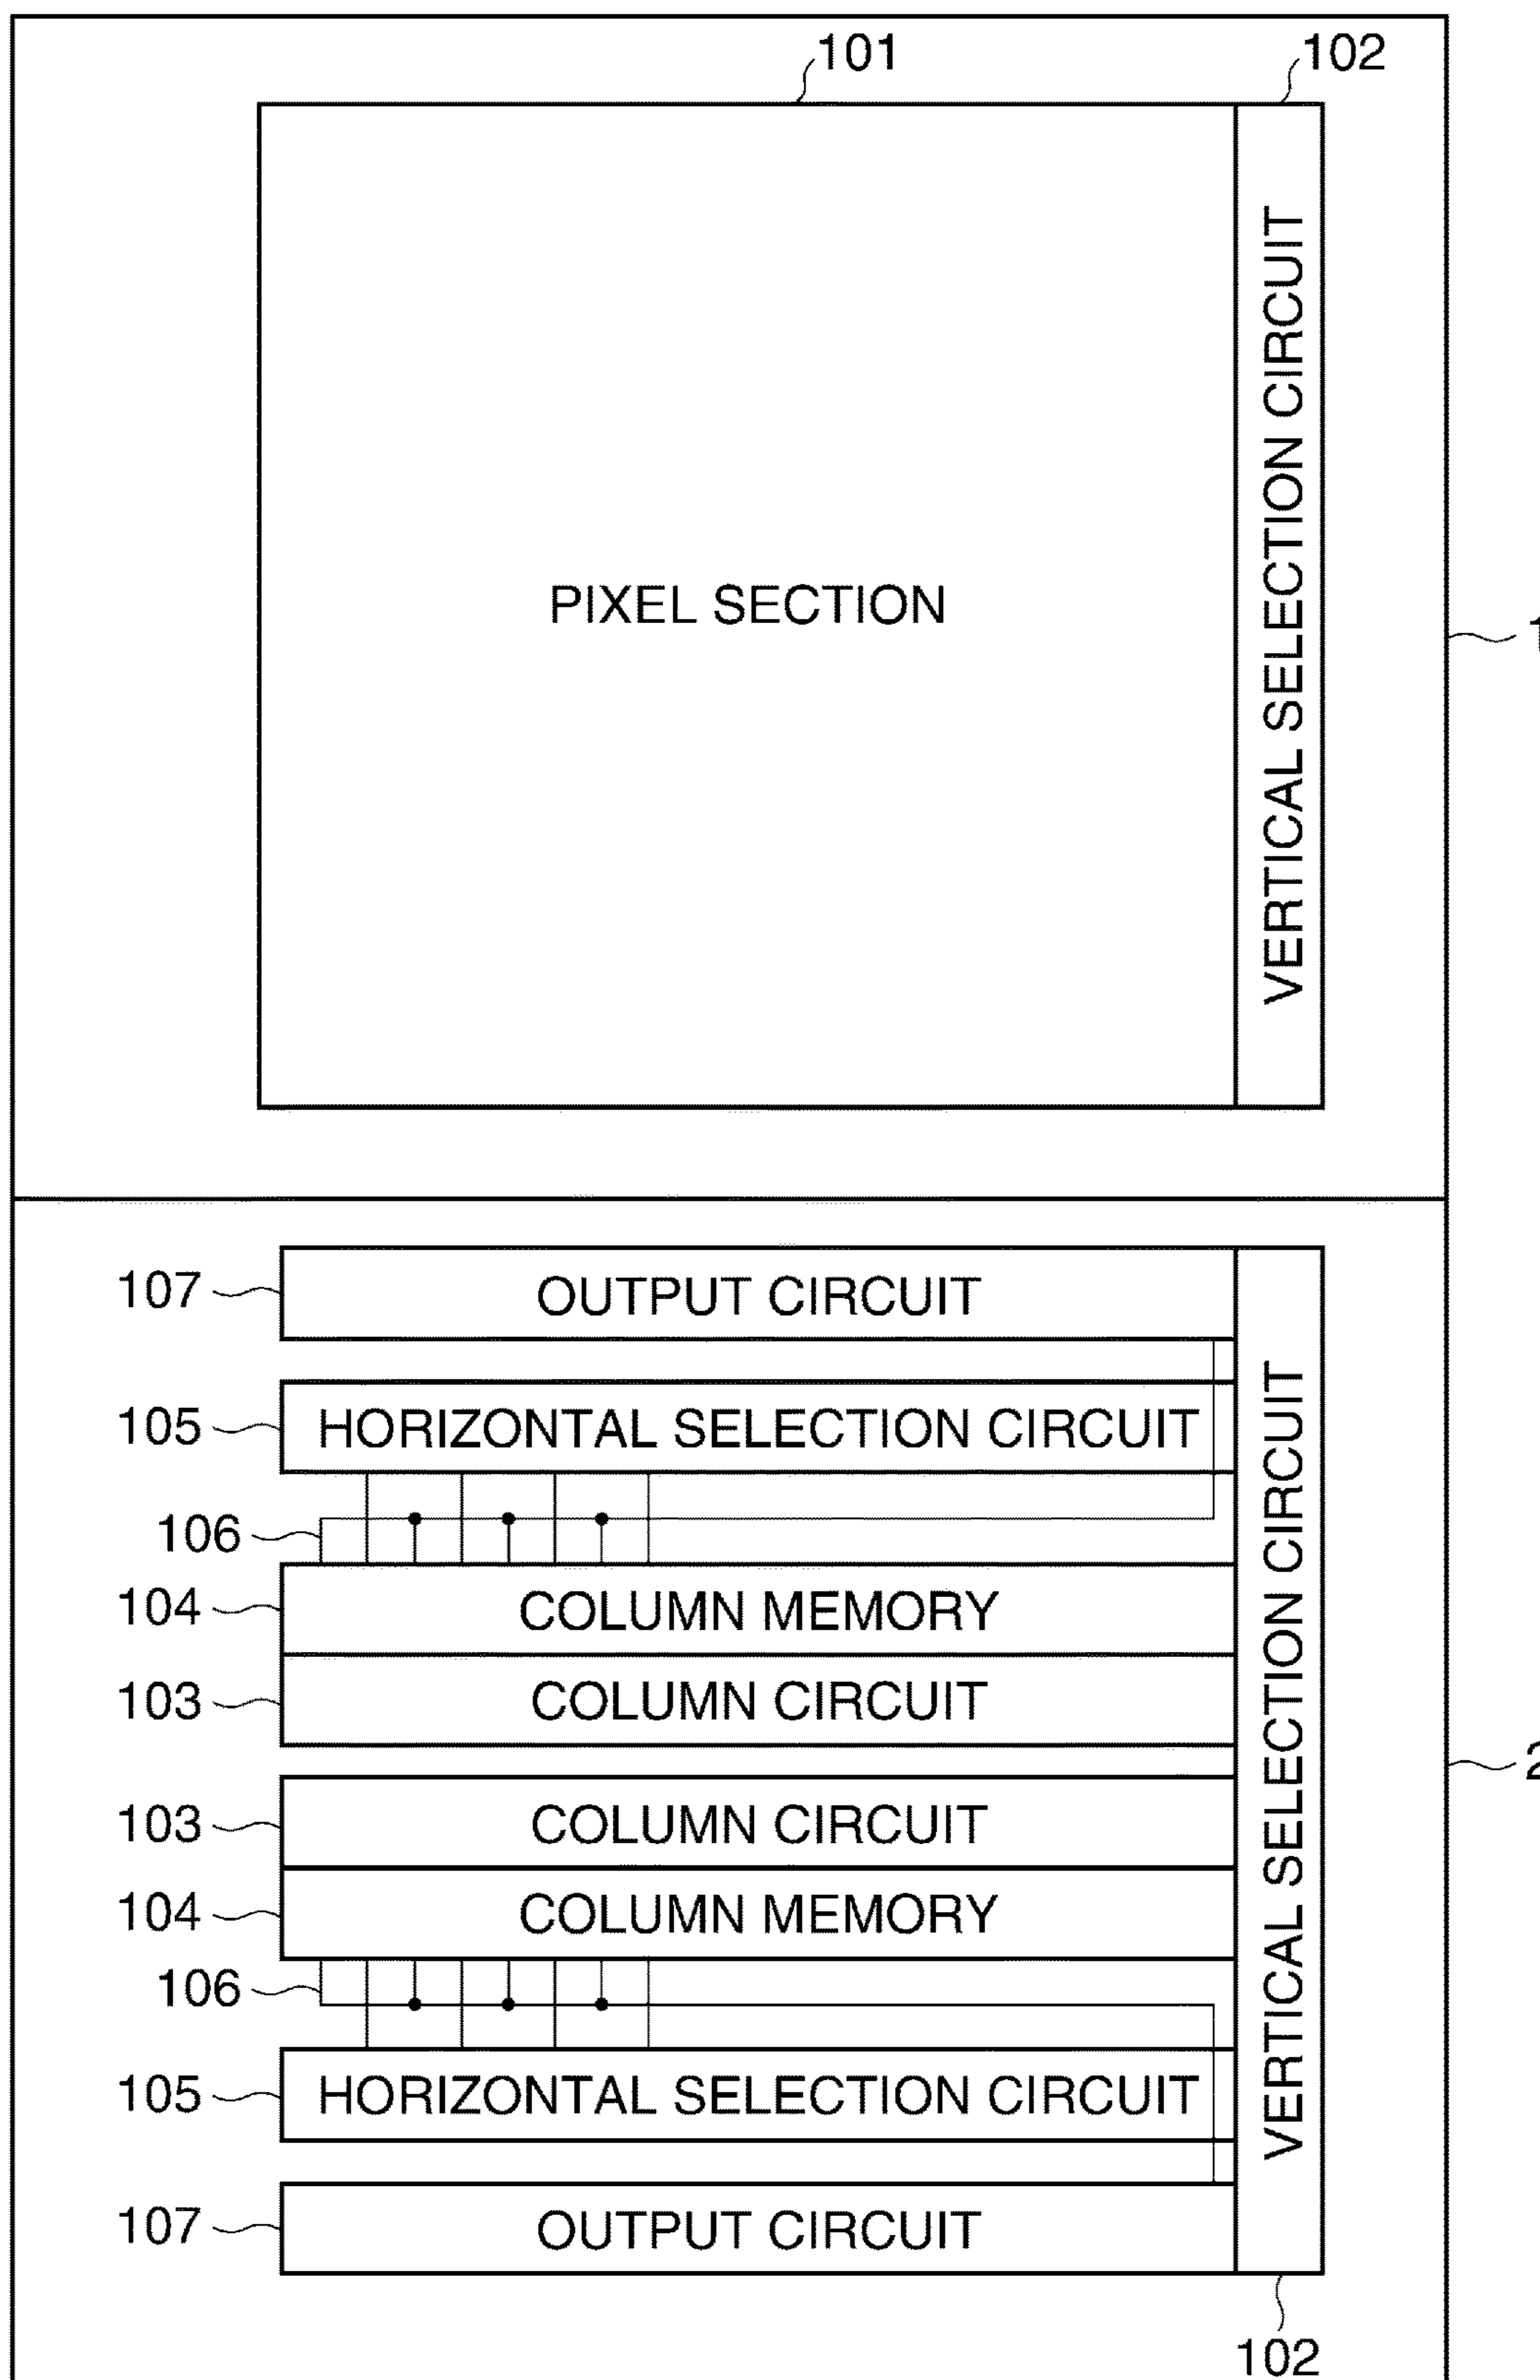 101
102
PIXEL SECTION
VERTICAL SELECTION CIRCUIT
1
107
OUTPUT CIRCUIT
105
HORIZONTAL SELECTION CIRCUIT
106
104
COLUMN MEMORY
103
COLUMN CIRCUIT
VERTICAL SELECTION CIRCUIT
2
103
COLUMN CIRCUIT
104
COLUMN MEMORY
106
105
HORIZONTAL SELECTION CIRCUIT
107
OUTPUT CIRCUIT
102